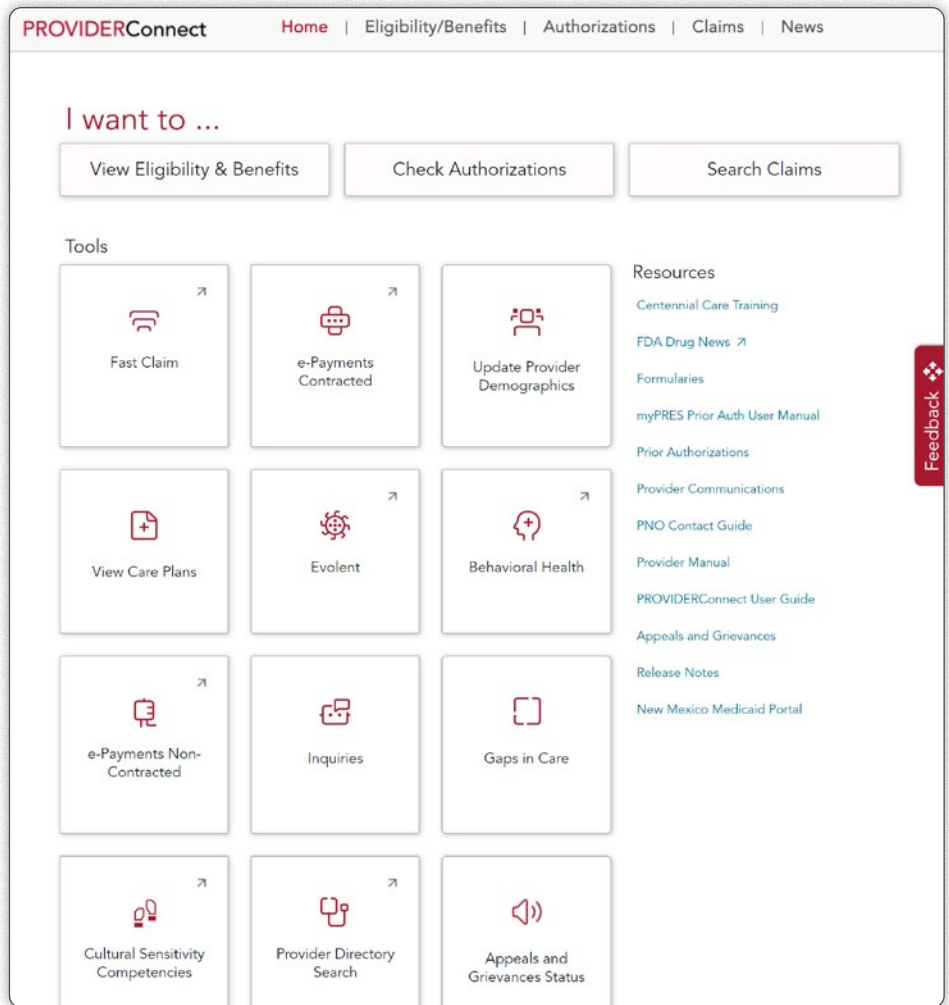 PROVIDERConnect
Home | Eligibility/Benefits | Authorizations | Claims | News
I want to ...
View Eligibility & Benefits
Check Authorizations
Search Claims
Tools
Fast Claim
e-Payments
Contracted
Update Provider
Demographics
View Care Plans
Evolent
Behavioral Health
e-Payments Non-
Contracted
Inquiries
Gaps in Care
Cultural Sensitivity
Competencies
Provider Directory
Search
Appeals and
Grievances Status
Resources
Centennial Care Training
FDA Drug News
Formularies
myPRES Prior Auth User Manual
Prior Authorizations
Provider Communications
PNO Contact Guide
Provider Manual
PROVIDERConnect User Guide
Appeals and Grievances
Release Notes
New Mexico Medicaid Portal
Feedback